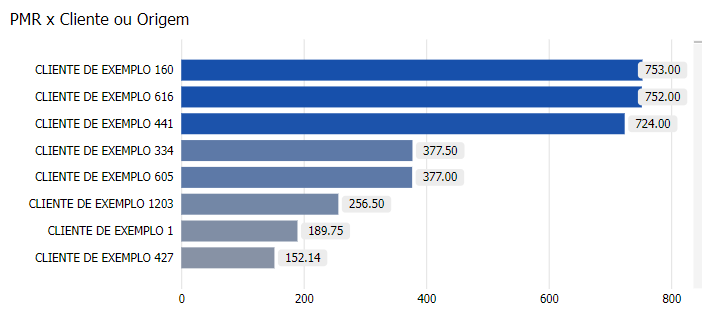 PMR x Cliente ou Origem
CLIENTE DE EXEMPLO 160 753.00
CLIENTE DE EXEMPLO 616 752.00
CLIENTE DE EXEMPLO 441 724.00
CLIENTE DE EXEMPLO 334 377.50
CLIENTE DE EXEMPLO 605 377.00
CLIENTE DE EXEMPLO 1203 256.50
CLIENTE DE EXEMPLO 1 189.75
CLIENTE DE EXEMPLO 427 152.14
0 200 400 600 800